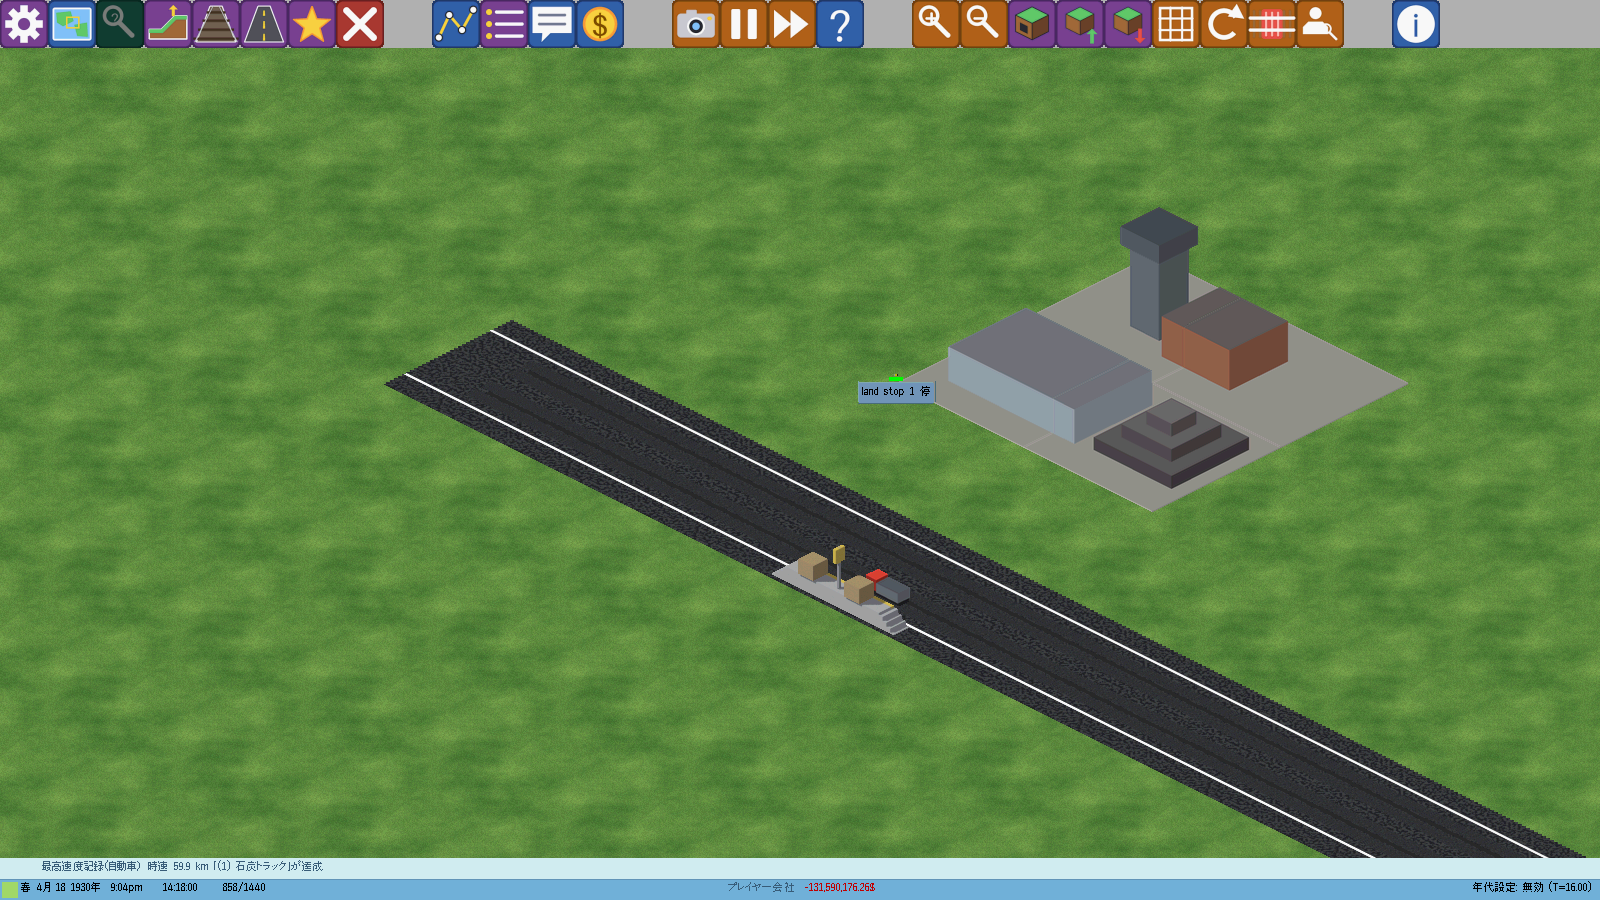 land stop 1 停
最高速度記録(自動車) 時速 59.9 km 「(1) 石炭トラック」が達成
春 4月 18 1930年 9:04pm 14:18:00 858/1440 プレイヤー会社 -131,590,176.26$ 年代設定: 無効 (T=16.00)